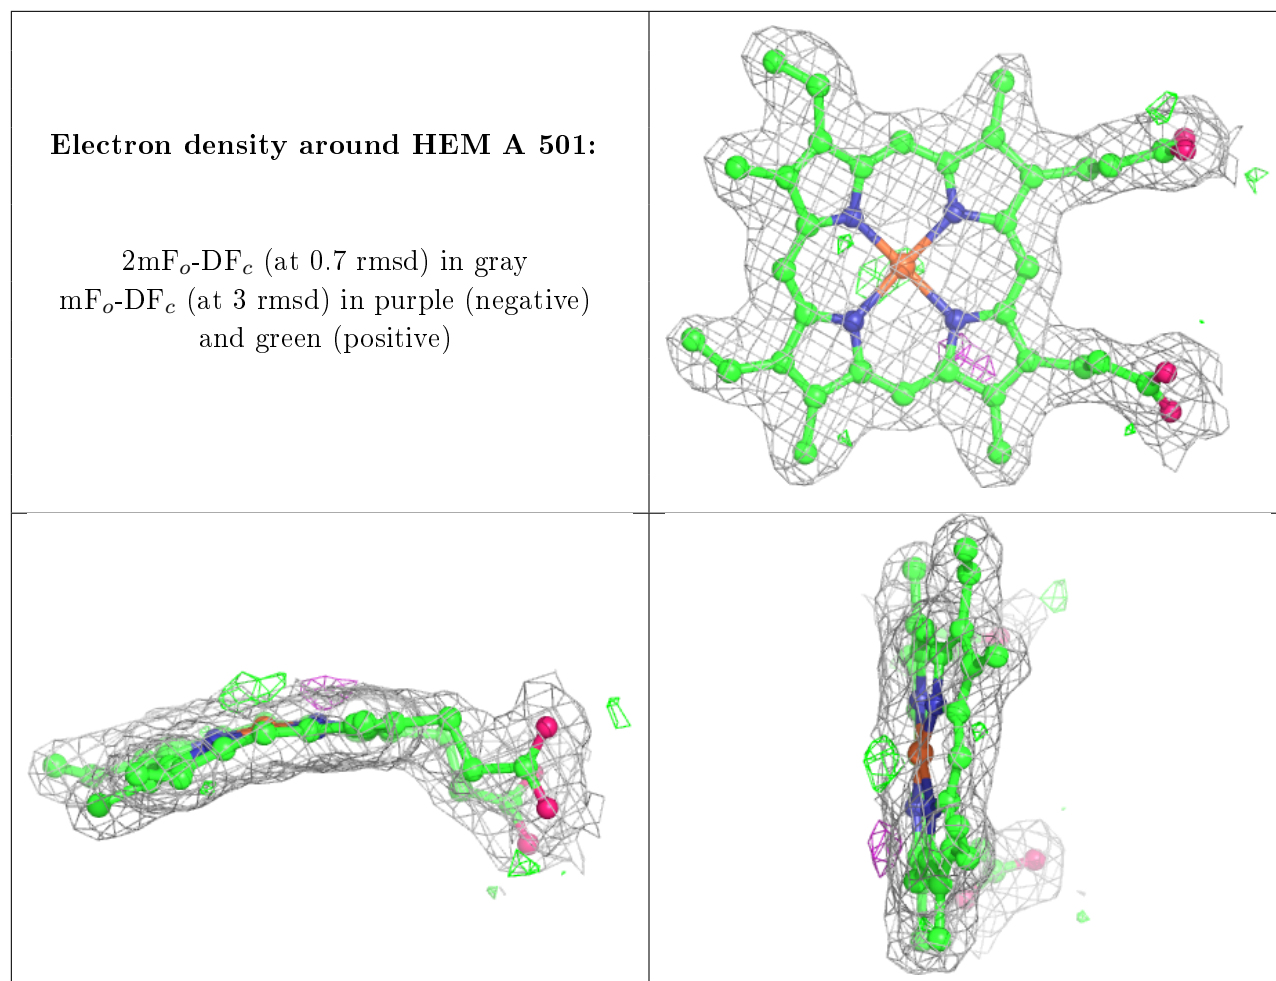 Electron density around HEM A 501:
2mFₒ-DF𝒸 (at 0.7 rmsd) in gray
mFₒ-DF𝒸 (at 3 rmsd) in purple (negative)
and green (positive)